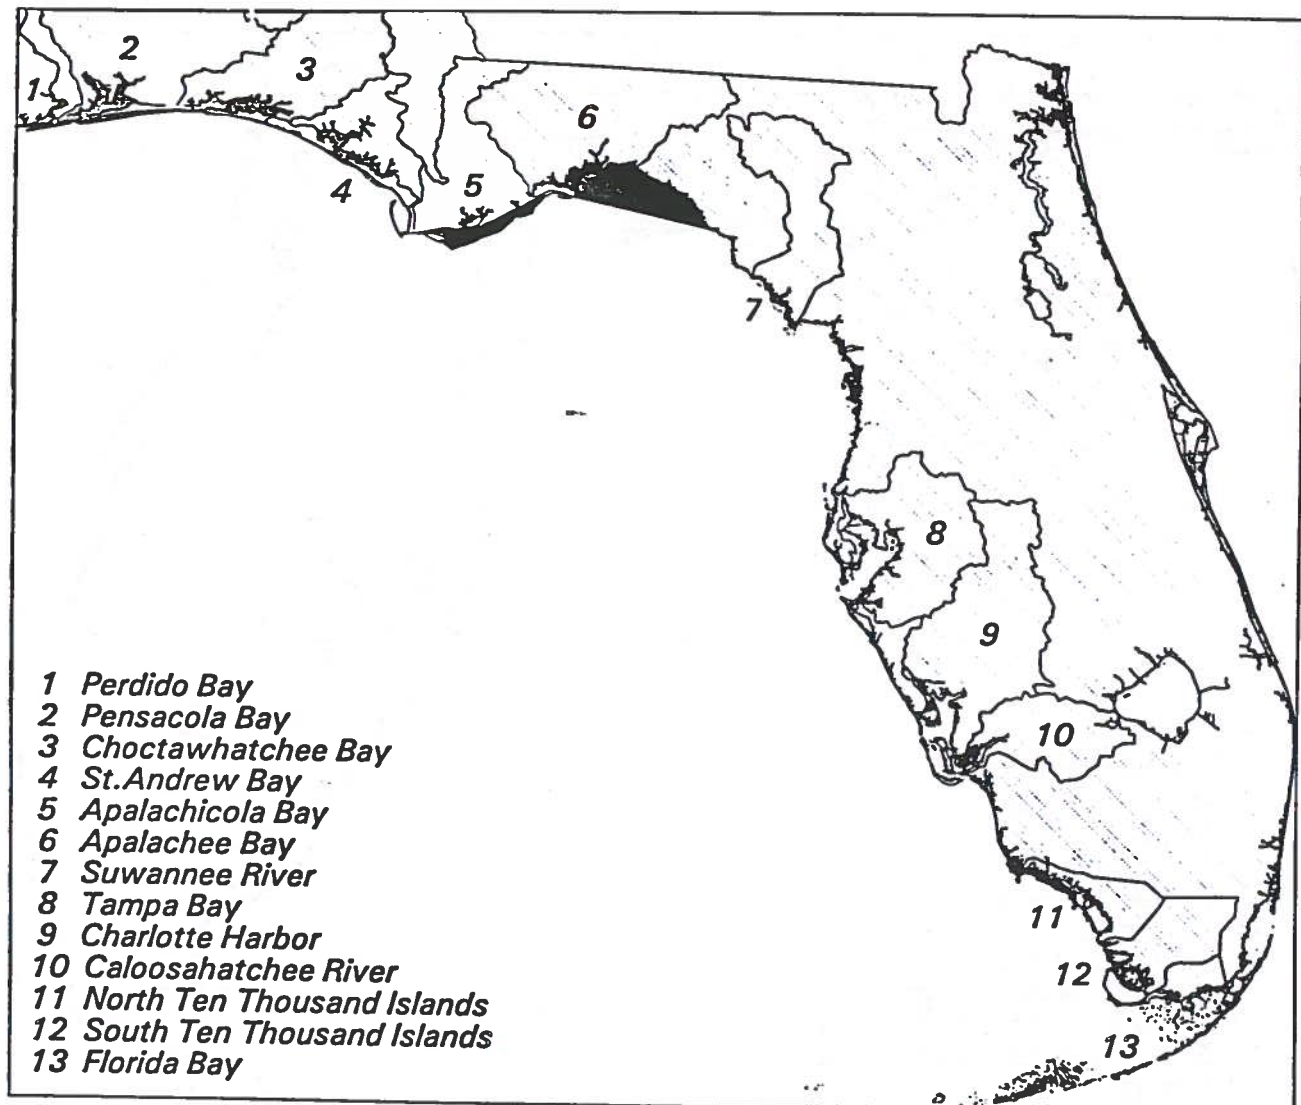 2
3
1
6
4
5
7
8
9
10
11
12
13
1 Perdido Bay
2 Pensacola Bay
3 Choctawhatchee Bay
4 St.Andrew Bay
5 Apalachicola Bay
6 Apalachee Bay
7 Suwannee River
8 Tampa Bay
9 Charlotte Harbor
10 Caloosahatchee River
11 North Ten Thousand Islands
12 South Ten Thousand Islands
13 Florida Bay